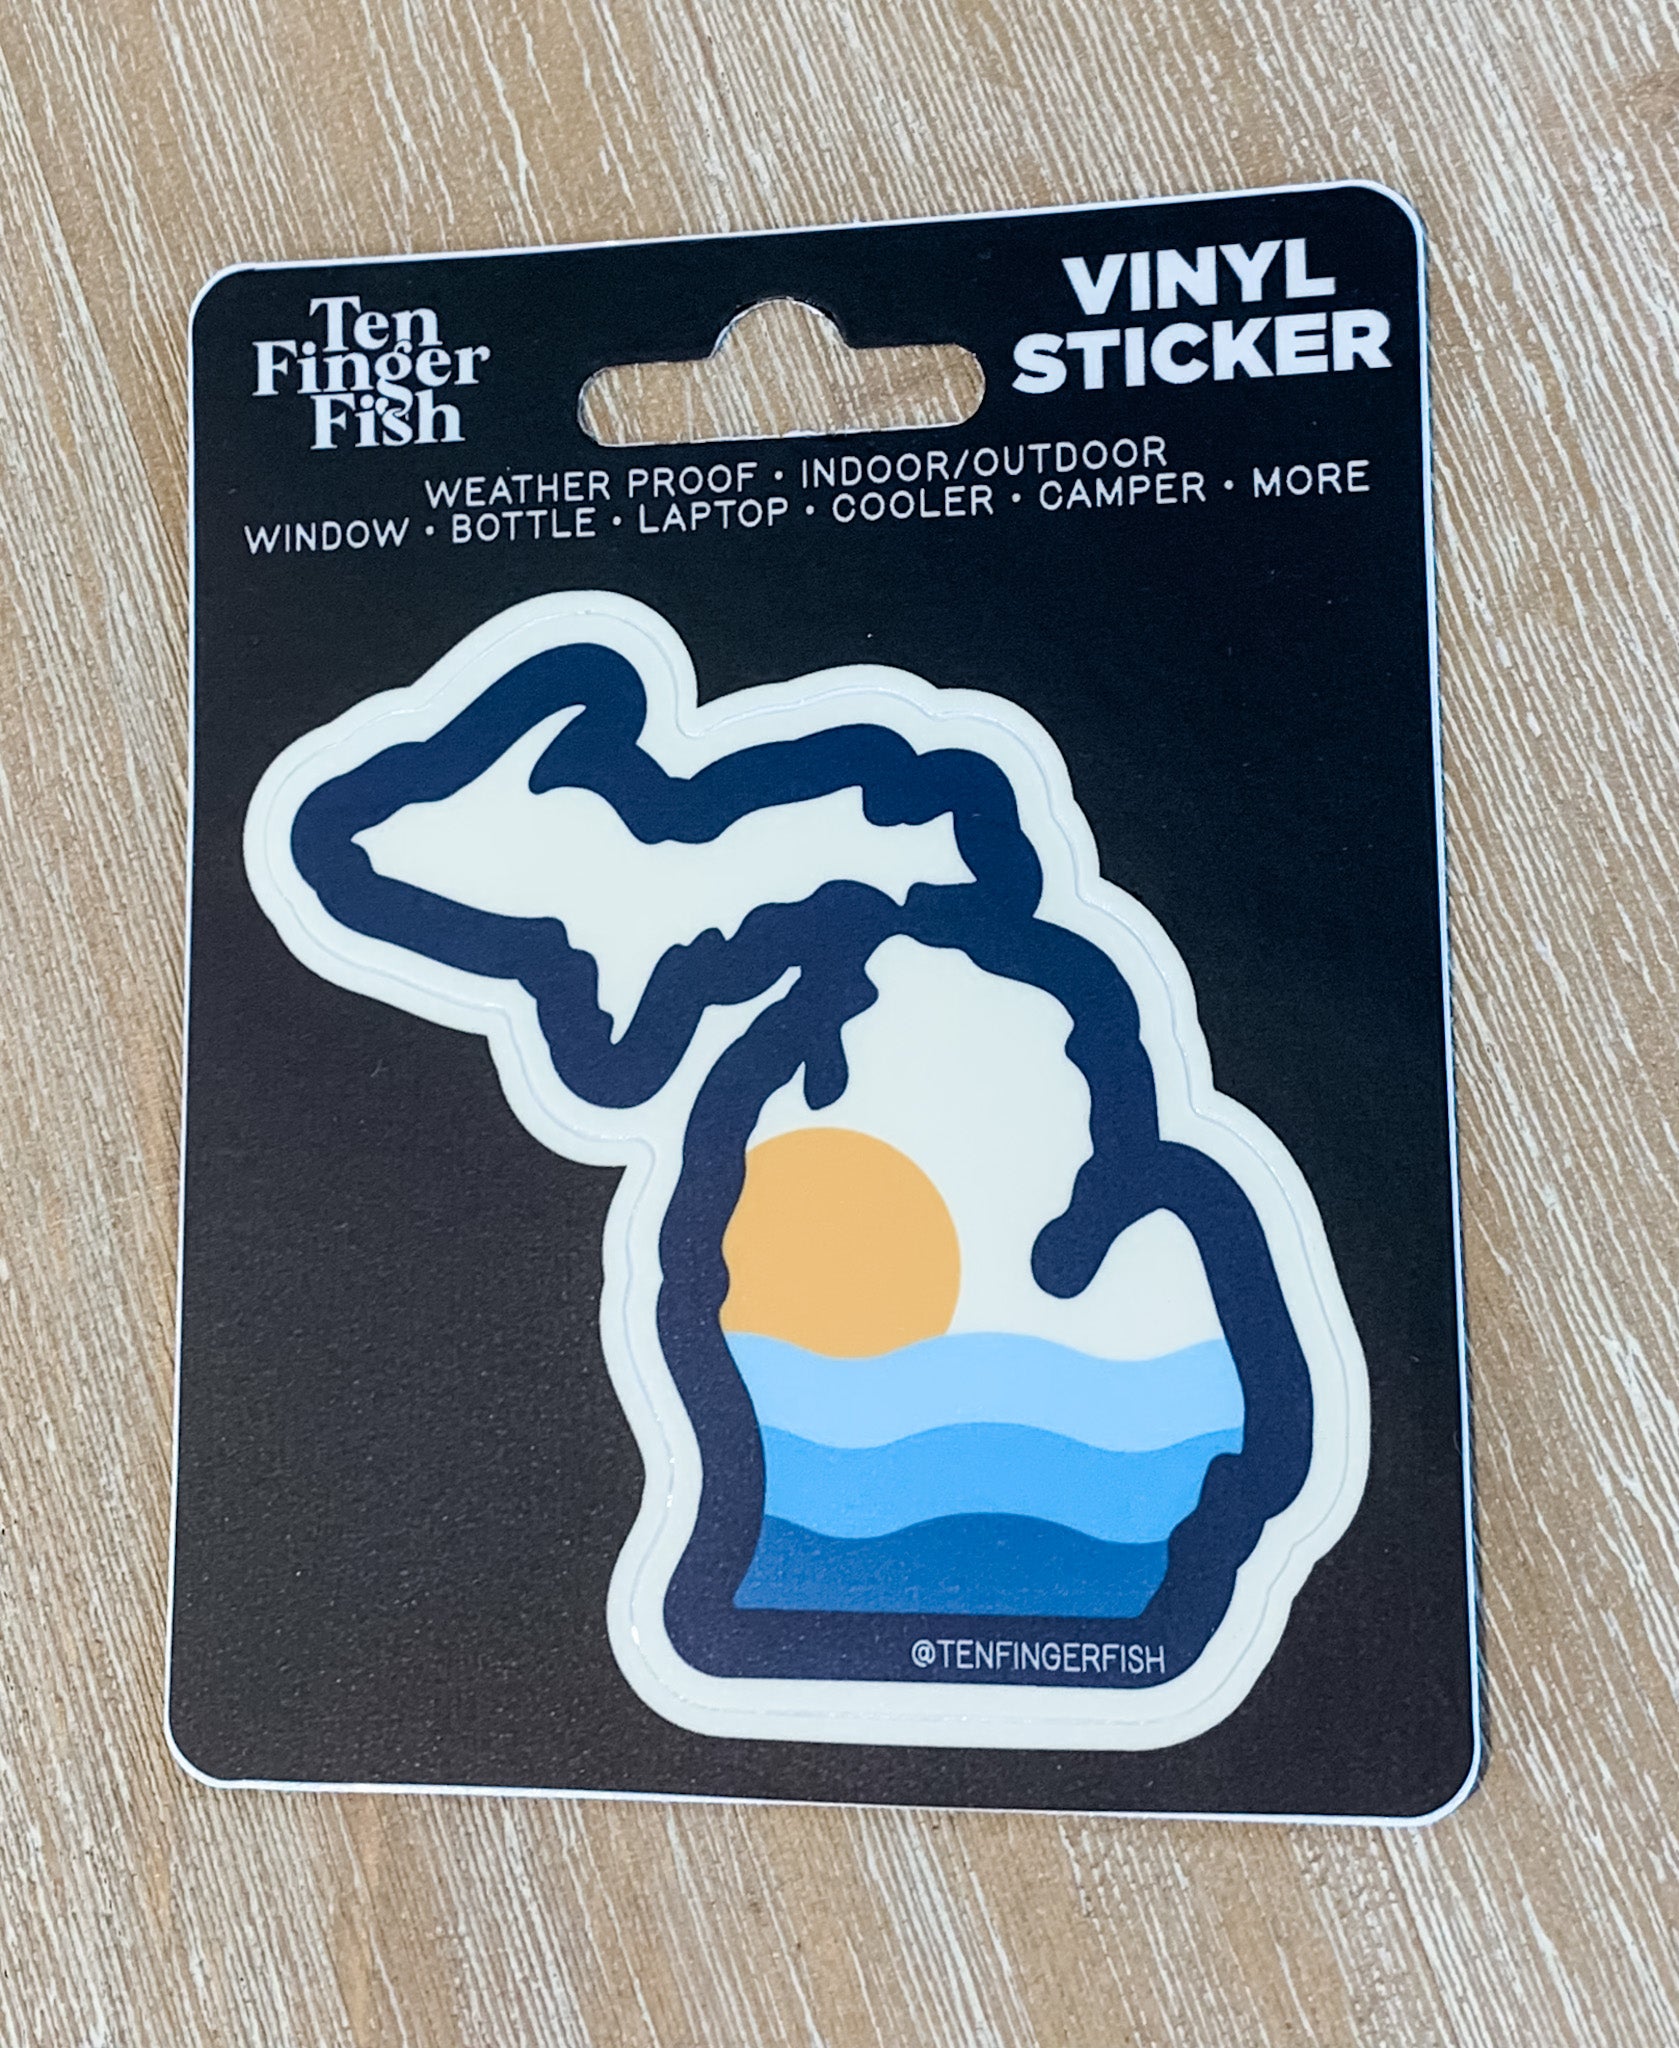 Ten
Finger
Fish
VINYL
STICKER
WEATHER PROOF • INDOOR/OUTDOOR
WINDOW • BOTTLE • LAPTOP • COOLER • CAMPER • MORE
@TENFINGERFISH